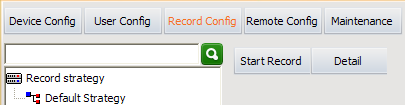 Device Config User Config Record Config Remote Config Maintenance
Start Record Detail
Record strategy
Default Strategy